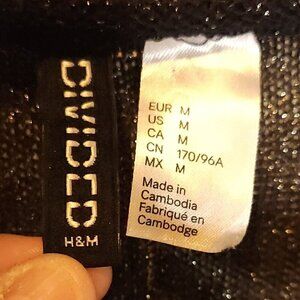 DIVIDED
H&M
EUR M
US M
CA M
CN 170/96A
MX M
Made in
Cambodia
Fabriqué en
Cambodge